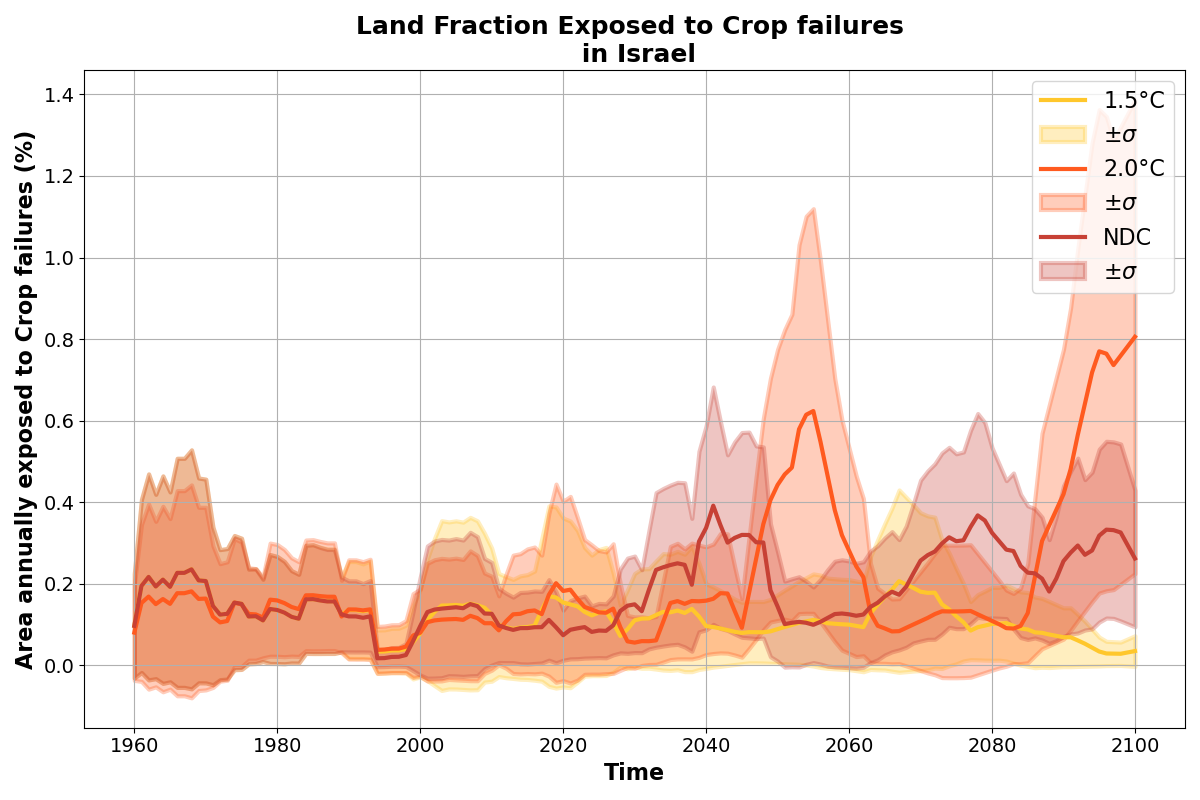 Land Fraction Exposed to Crop failures
in Israel
Area annually exposed to Crop failures (%)
1.4
1.2
1.0
0.8
0.6
0.4
0.2
0.0
1.5°C
±σ
2.0°C
±σ
NDC
±σ
1960
1980
2000
2020
2040
2060
2080
2100
Time